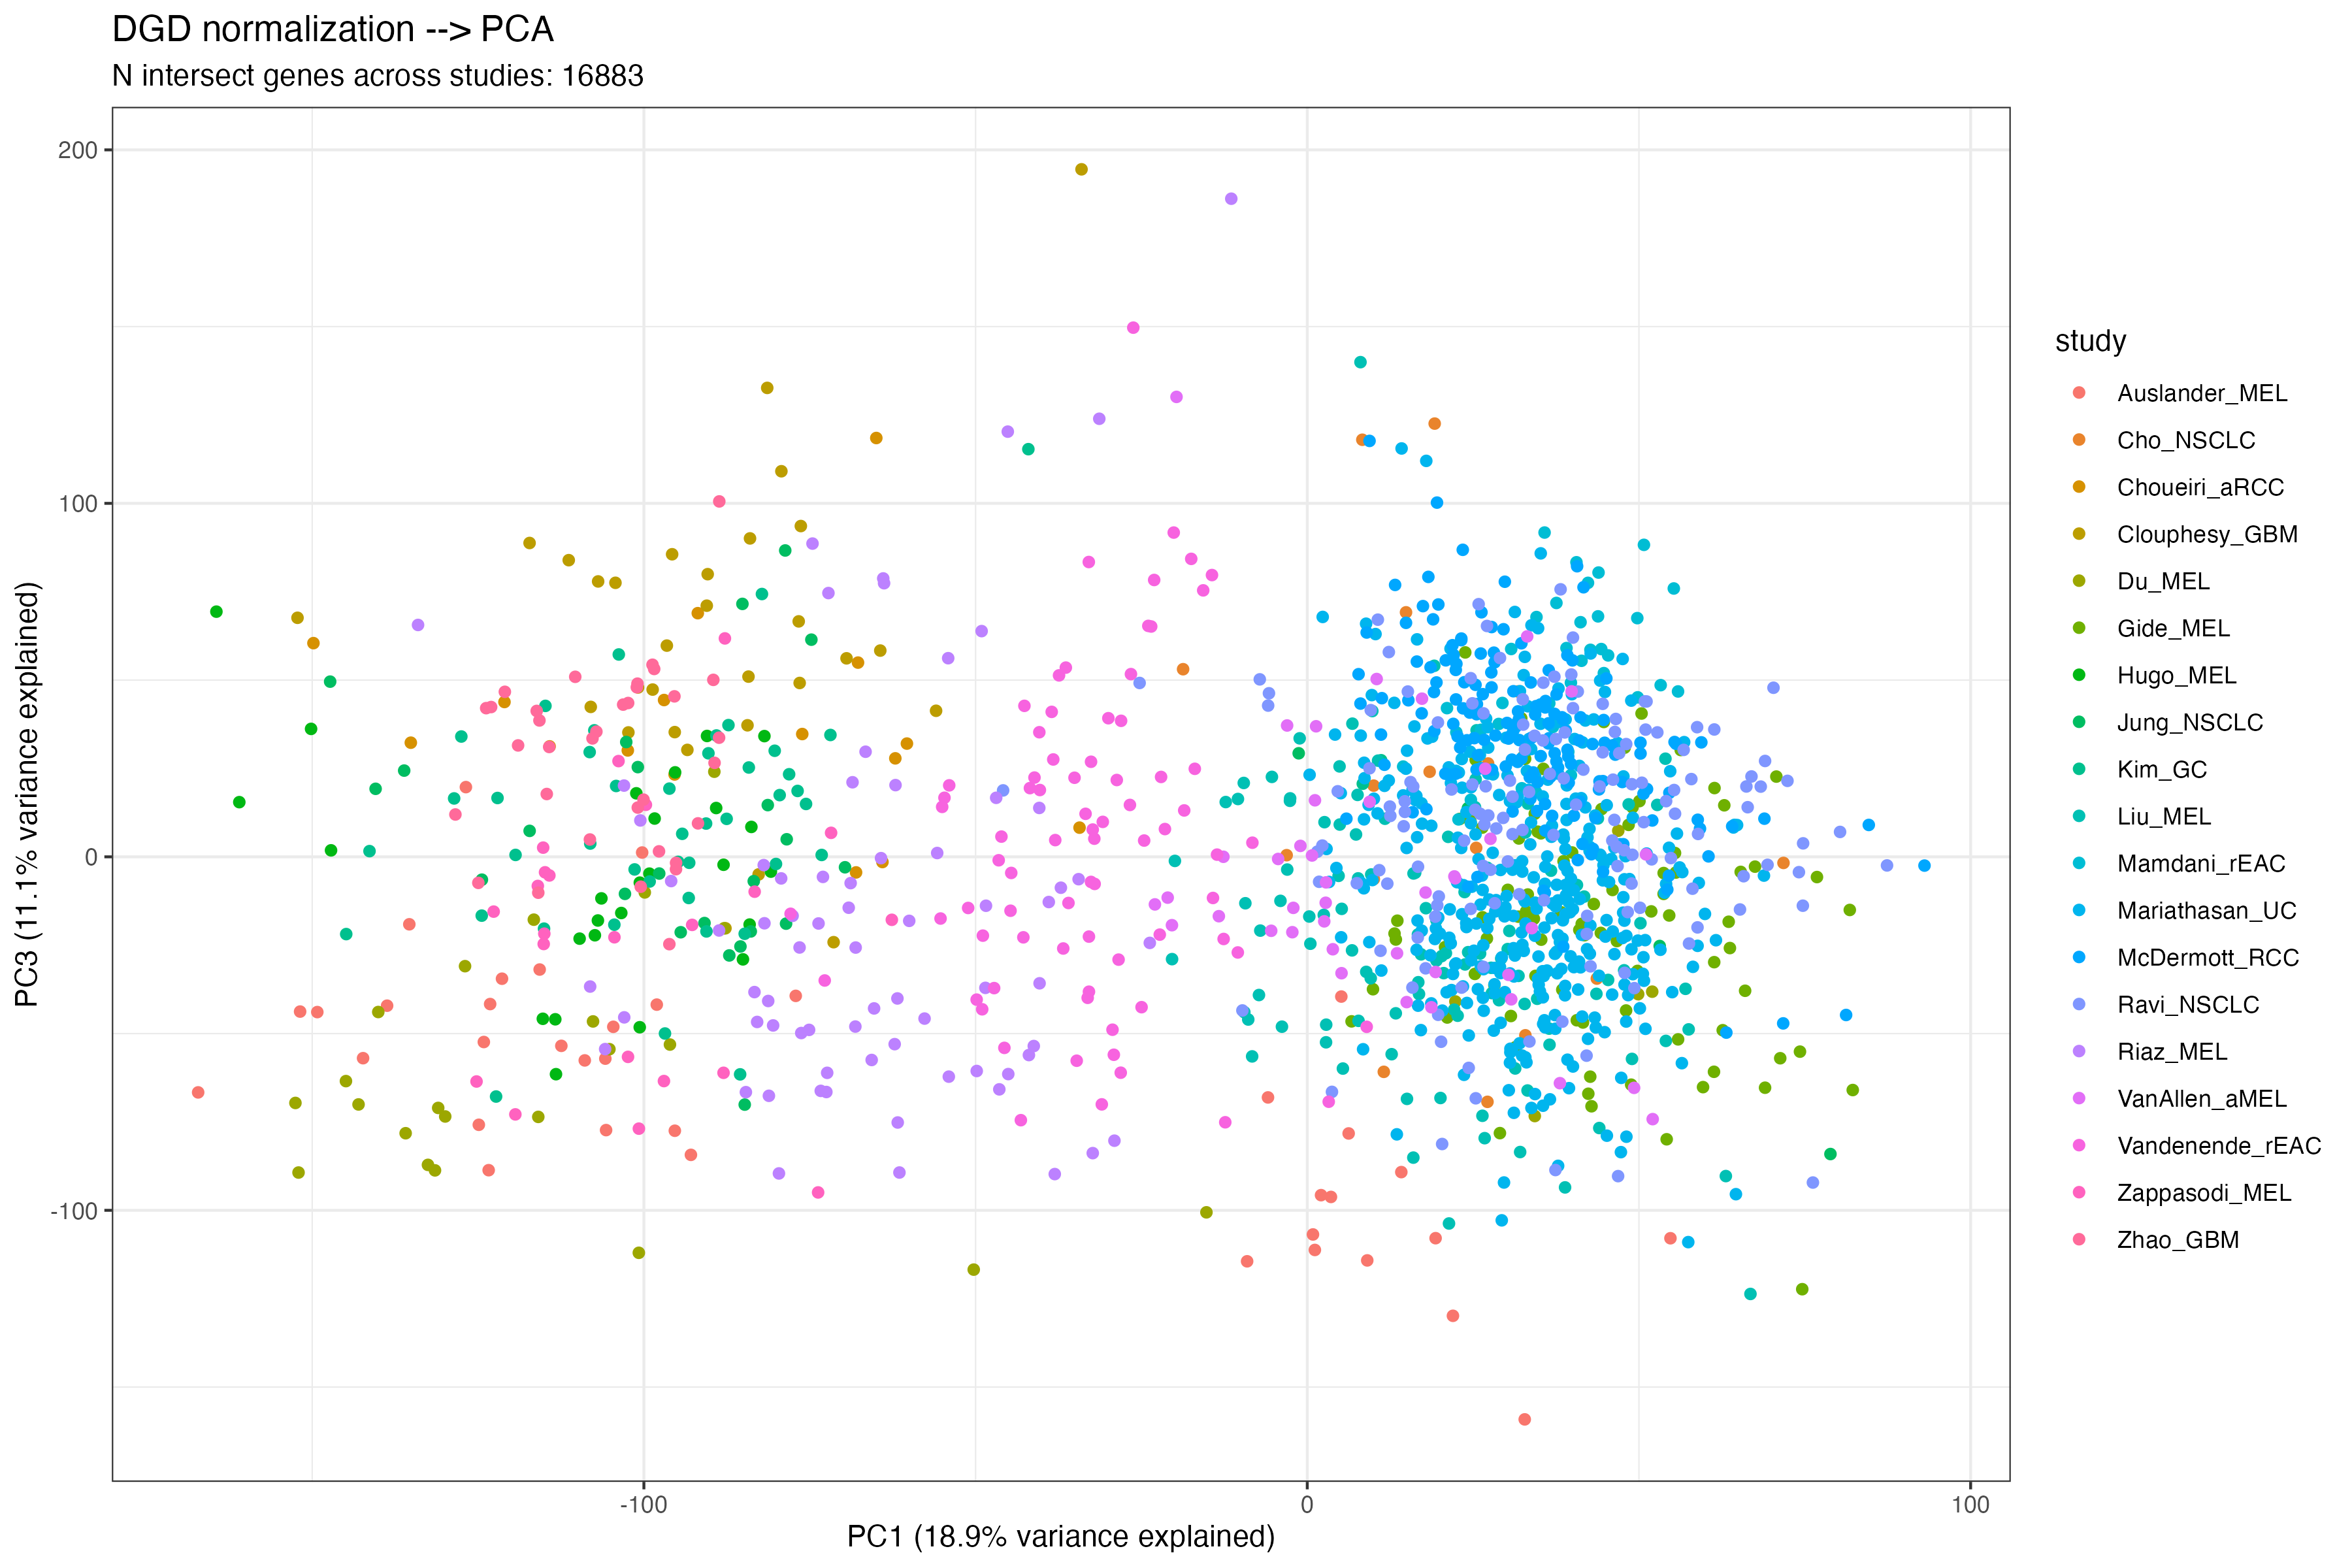 DGD normalization --> PCA
N intersect genes across studies: 16883
200
100
0
-100
PC3 (11.1% variance explained)
-100
0
100
PC1 (18.9% variance explained)
study
Auslander_MEL
Cho_NSCLC
Choueiri_aRCC
Clouphesy_GBM
Du_MEL
Gide_MEL
Hugo_MEL
Jung_NSCLC
Kim_GC
Liu_MEL
Mamdani_rEAC
Mariathasan_UC
McDermott_RCC
Ravi_NSCLC
Riaz_MEL
VanAllen_aMEL
Vandenende_rEAC
Zappasodi_MEL
Zhao_GBM